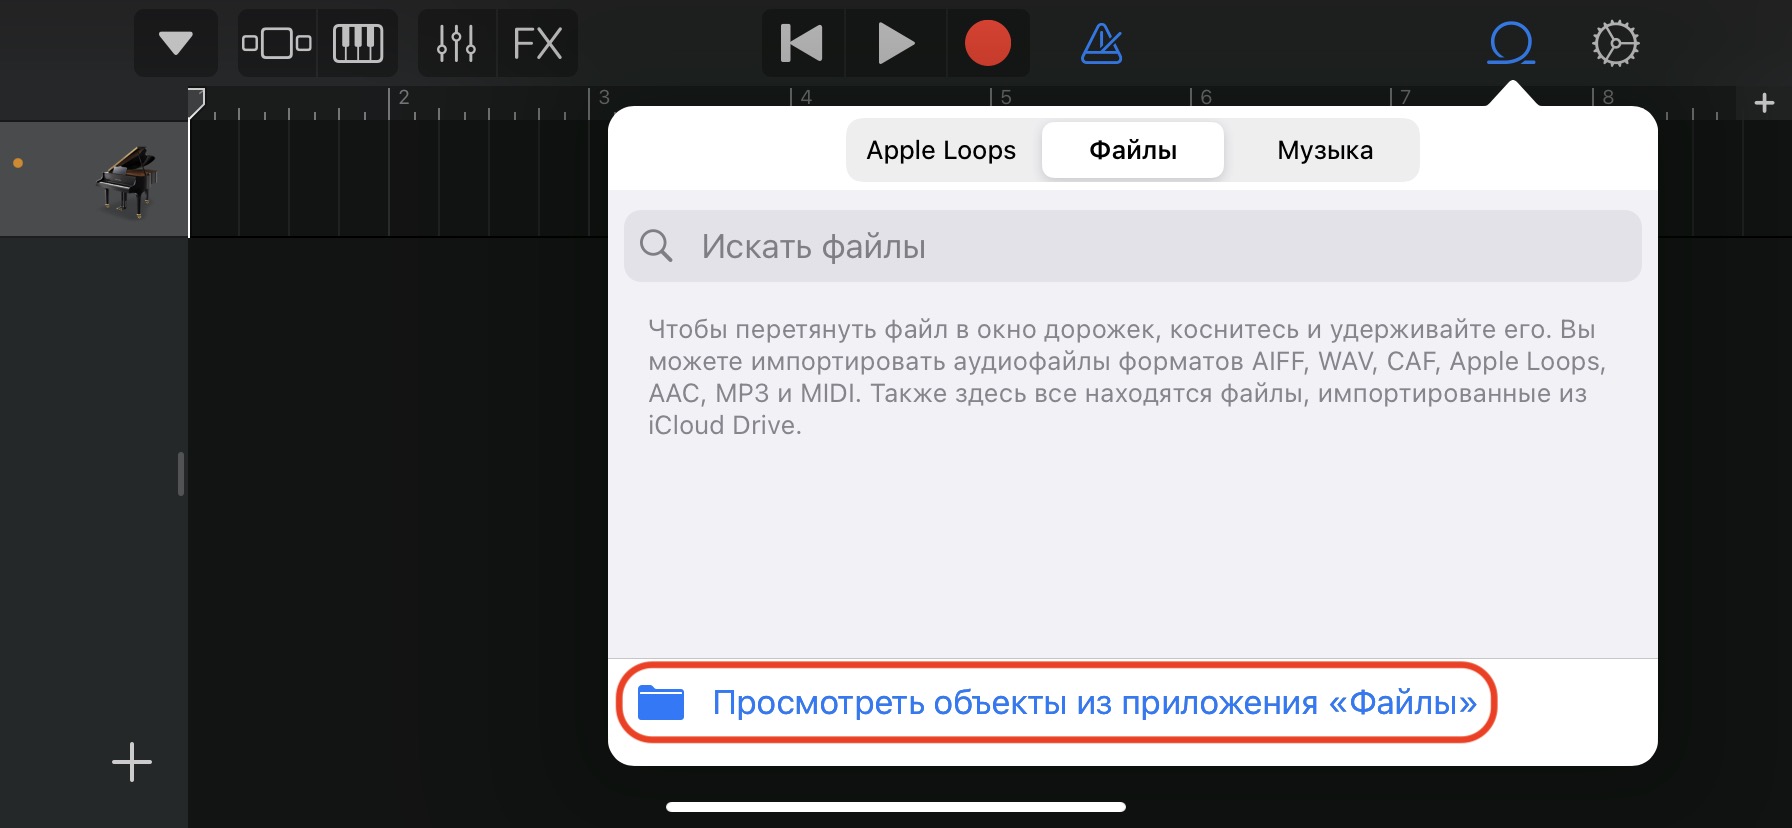 FX
2
3
4
5
6
7
8
Apple Loops
Файлы
Музыка
Искать файлы
Чтобы перетянуть файл в окно дорожек, коснитесь и удерживайте его. Вы
можете импортировать аудиофайлы форматов AIFF, WAV, CAF, Apple Loops,
AAC, MP3 и MIDI. Также здесь все находятся файлы, импортированные из
iCloud Drive.
Просмотреть объекты из приложения «Файлы»